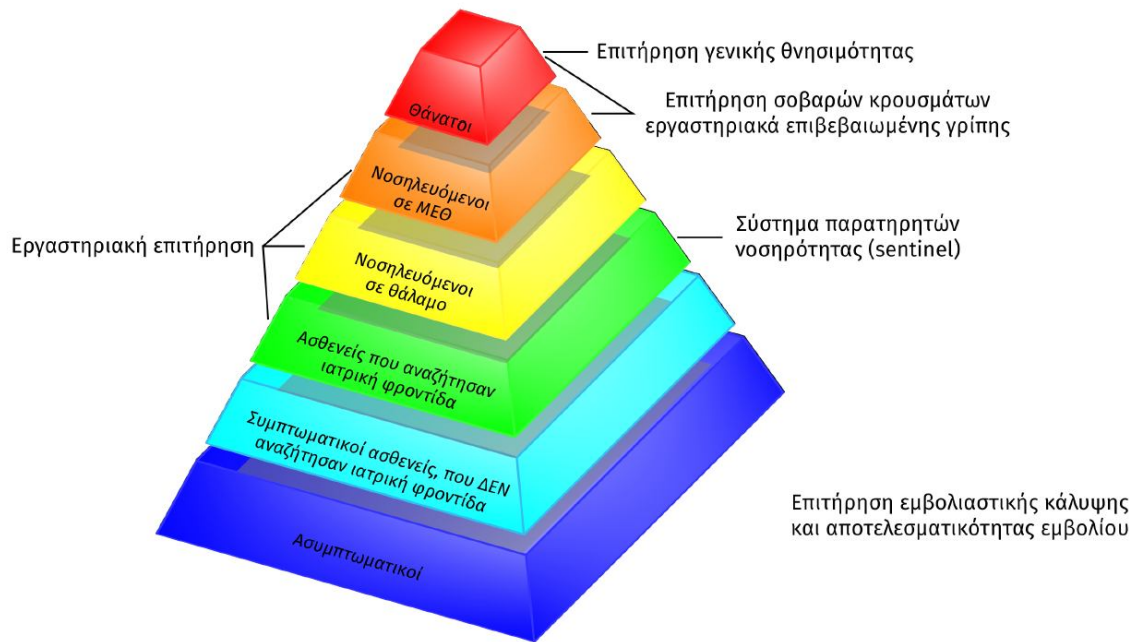 Θάνατοι
Επιτήρηση γενικής θνησιμότητας
Επιτήρηση σοβαρών κρουσμάτων
εργαστηριακά επιβεβαιωμένης γρίπης
Νοσηλευόμενοι
σε ΜΕΘ
Εργαστηριακή επιτήρηση
Νοσηλευόμενοι
σε θάλαμο
Σύστημα παρατηρητών
νοσηρότητας (sentinel)
Ασθενείς που αναζήτησαν
ιατρική φροντίδα
Συμπτωματικοί ασθενείς, που ΔΕΝ
αναζήτησαν ιατρική φροντίδα
Ασυμπτωματικοί
Επιτήρηση εμβολιαστικής κάλυψης
και αποτελεσματικότητας εμβολίου